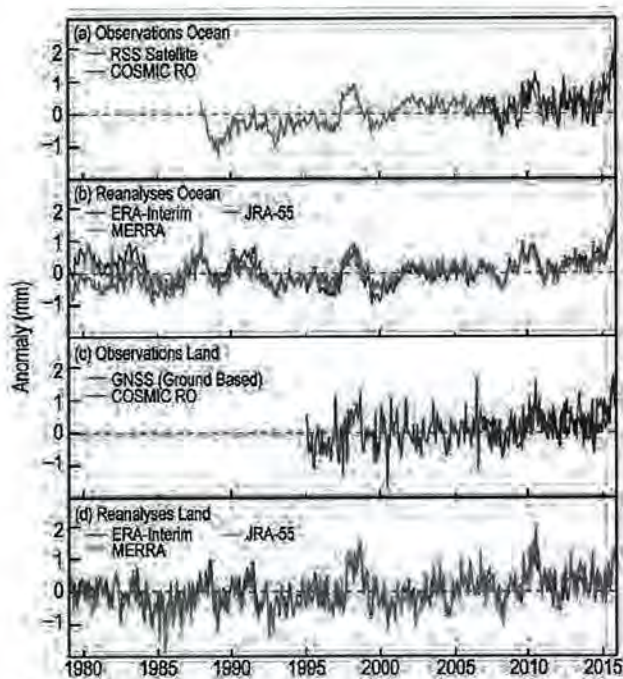 (a) Observations Ocean
RSS Satellite
COSMIC RO
2
1
0
−1
(b) Reanalyses Ocean
ERA-Interim JRA-55
MERRA
2
1
0
−1
Anomaly (mm)
(c) Observations Land
GNSS (Ground Based)
COSMIC RO
2
1
0
−1
(d) Reanalyses Land
ERA-Interim JRA-55
MERRA
2
1
0
−1
1980 1985 1990 1995 2000 2005 2010 2015